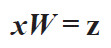 xW = z